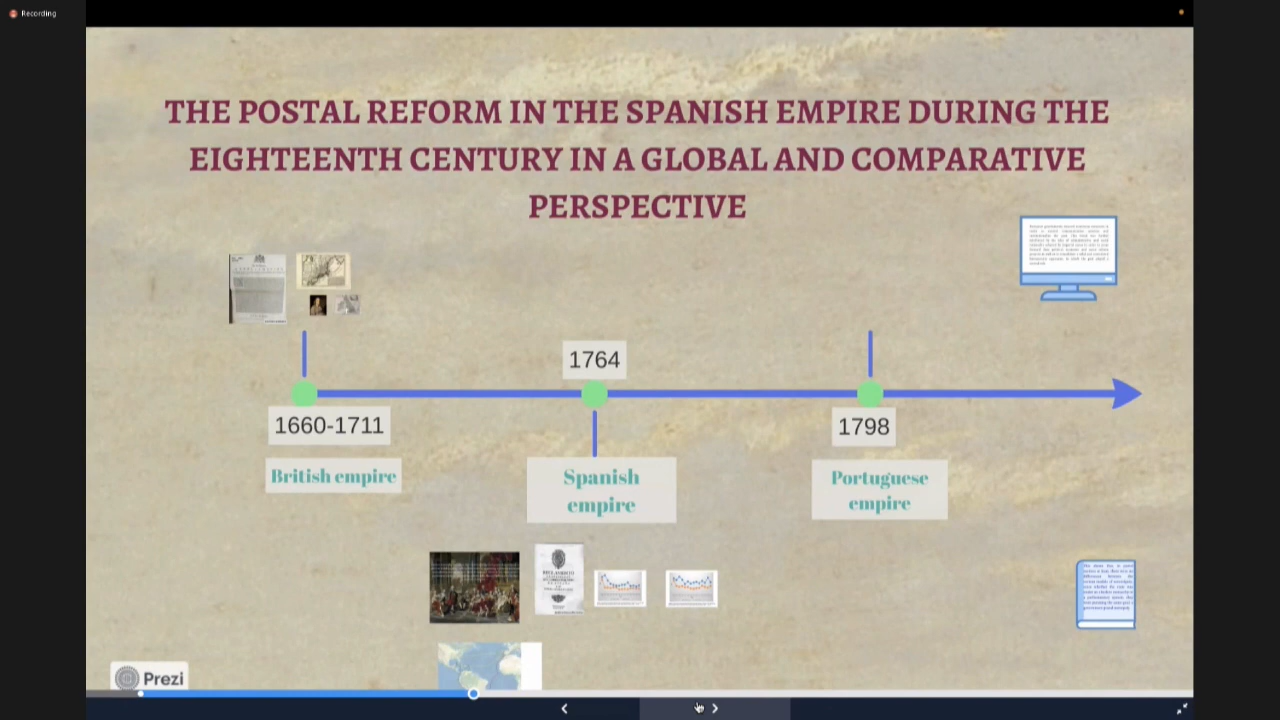 Recording
THE POSTAL REFORM IN THE SPANISH EMPIRE DURING THE
EIGHTEENTH CENTURY IN A GLOBAL AND COMPARATIVE
PERSPECTIVE
1764
1660-1711
1798
British empire
Spanish
empire
Portuguese
empire
Prezi